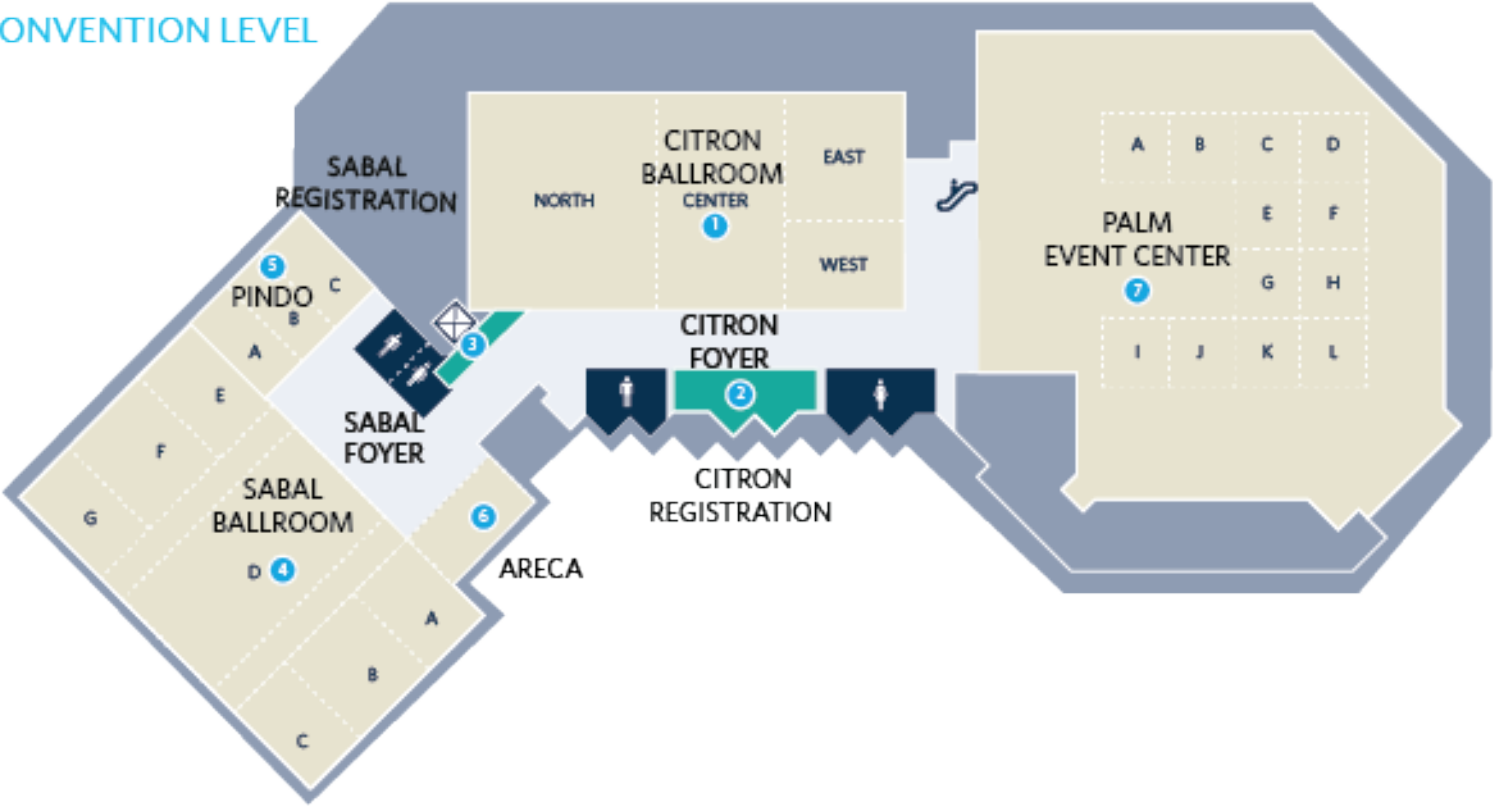 ONVENTION LEVEL
SABAL
REGISTRATION
CITRON
BALLROOM
NORTH
CENTER
1
EAST
WEST
PALM
EVENT CENTER
7
A
B
C
D
E
F
G
H
I
J
K
L
5
PINDO
C
B
A
3
CITRON
FOYER
2
SABAL
FOYER
CITRON
REGISTRATION
E
F
G
SABAL
BALLROOM
D 4
6
ARECA
A
B
C